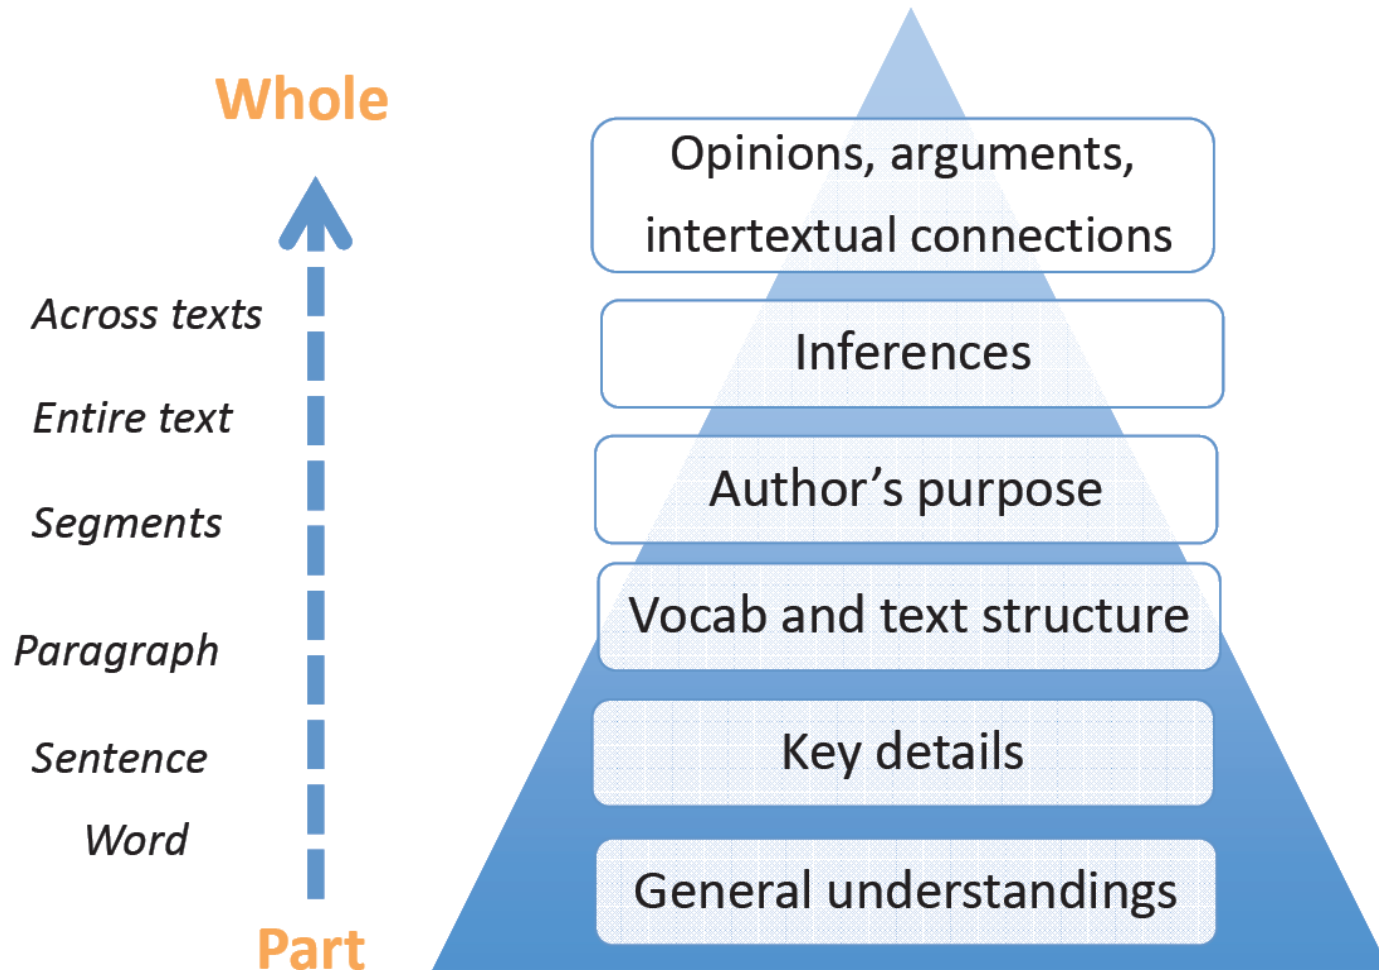 Whole
Across texts
Entire text
Segments
Paragraph
Sentence
Word
Part
Opinions, arguments,
intertextual connections
Inferences
Author’s purpose
Vocab and text structure
Key details
General understandings